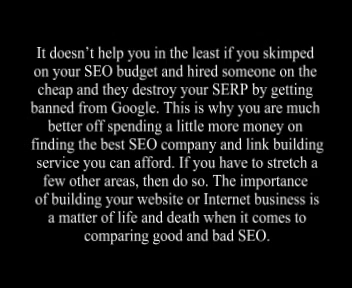 It doesn't help you in the least if you skimped
on your SEO budget and hired someone on the
cheap and they destroy your SERP by getting
banned from Google. This is why you are much
better off spending a little more money on
finding the best SEO company and link building
service you can afford. If you have to stretch a
few other areas, then do so. The importance
of building your website or Internet business is
a matter of life and death when it comes to
comparing good and bad SEO.